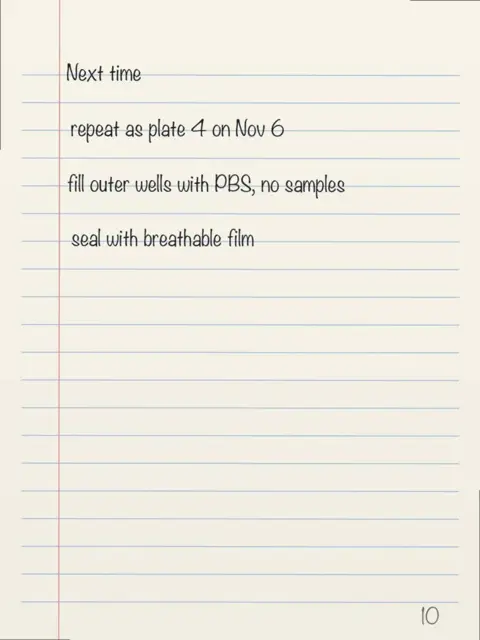 Next time
repeat as plate 4 on Nov 6
fill outer wells with PBS, no samples
seal with breathable film
10